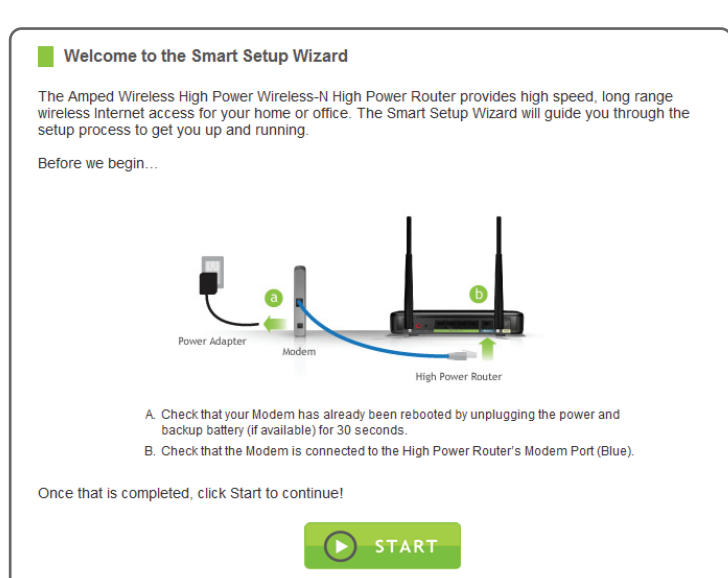 Welcome to the Smart Setup Wizard
The Amped Wireless High Power Wireless-N High Power Router provides high speed, long range
wireless Internet access for your home or office. The Smart Setup Wizard will guide you through the
setup process to get you up and running.
Before we begin...
a
b
Power Adapter
Modem
High Power Router
A. Check that your Modem has already been rebooted by unplugging the power and
backup battery (if available) for 30 seconds.
B. Check that the Modem is connected to the High Power Router's Modem Port (Blue).
Once that is completed, click Start to continue!
START